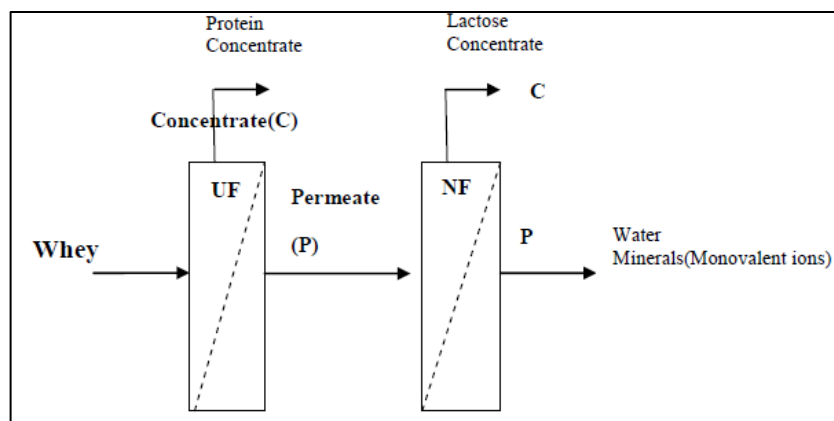 Protein
Concentrate
Lactose
Concentrate
Concentrate(C)
C
UF
NF
Permeate
(P)
Whey
P
Water
Minerals(Monovalent ions)